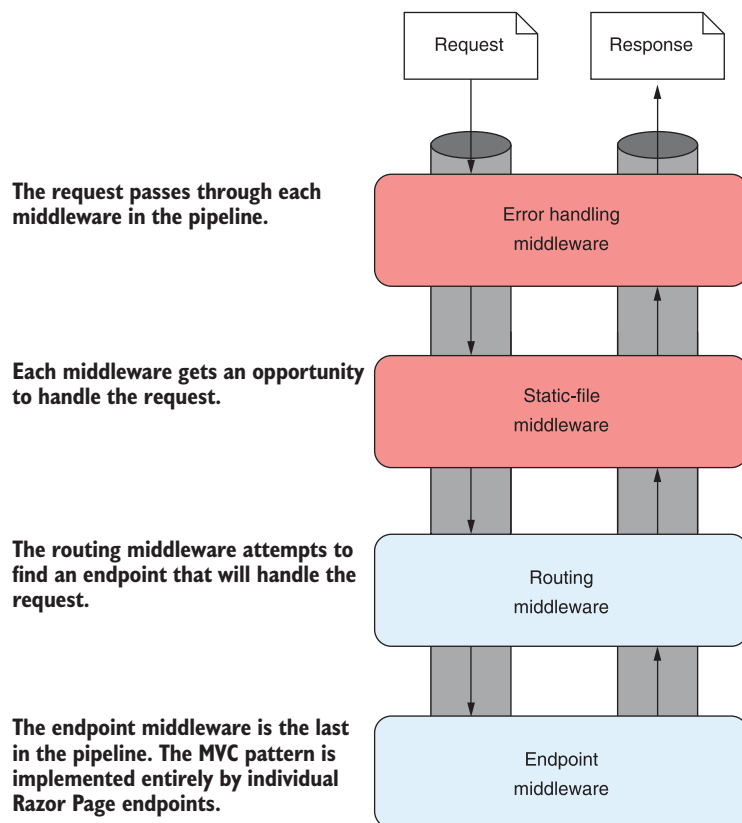 Request
Response
The request passes through each
middleware in the pipeline.
Error handling
middleware
Each middleware gets an opportunity
to handle the request.
Static-file
middleware
The routing middleware attempts to
find an endpoint that will handle the
request.
Routing
middleware
The endpoint middleware is the last
in the pipeline. The MVC pattern is
implemented entirely by individual
Razor Page endpoints.
Endpoint
middleware